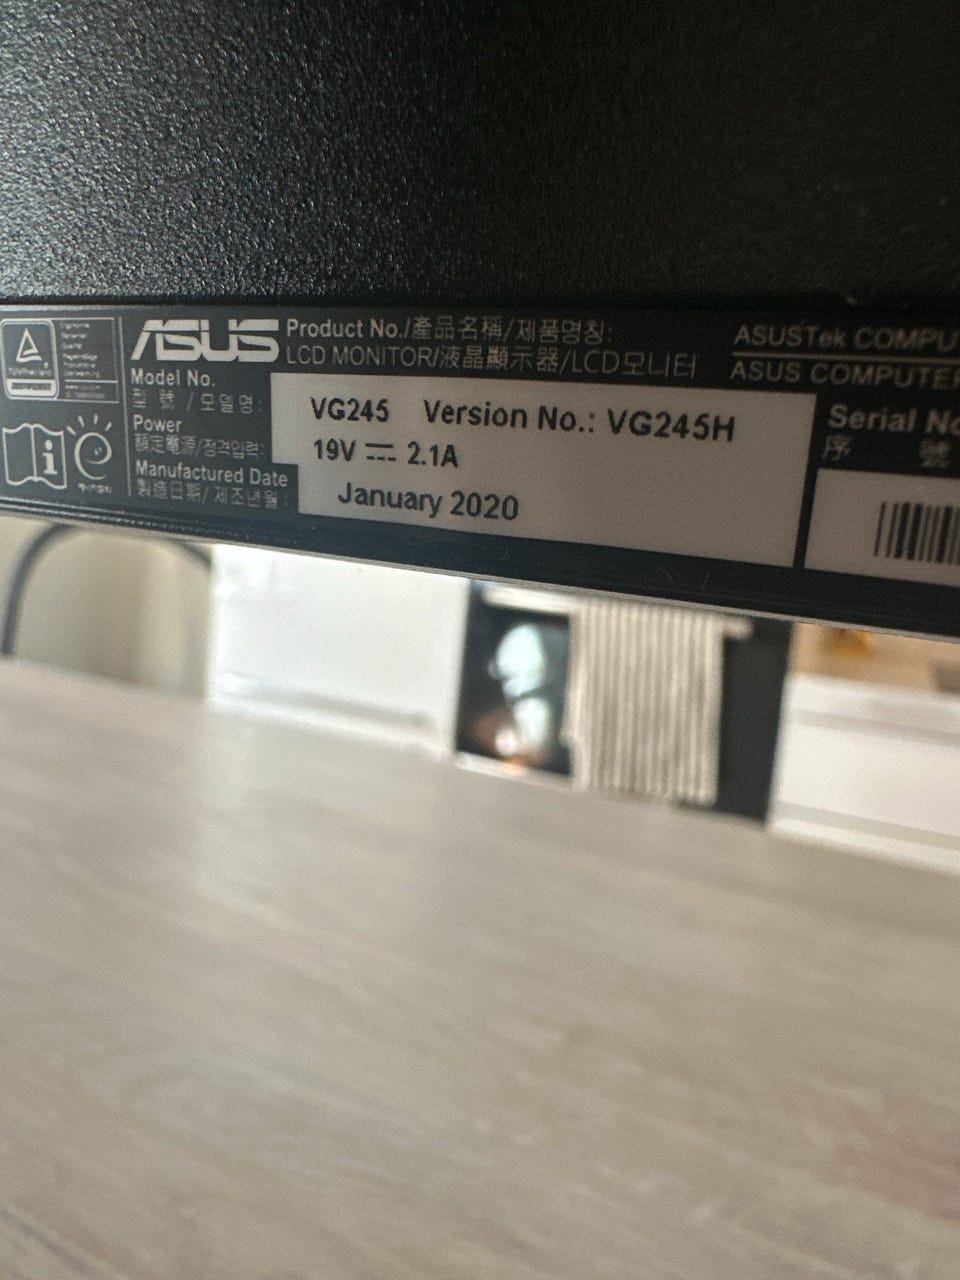 ASUS
Product No./產品名稱/제품명칭:
LCD MONITOR/液晶顯示器/LCD모니터
Model No.
型 號 / 모델명:
VG245 Version No.: VG245H
Power
額定電源/정격입력:
19V 2.1A
Manufactured Date
製造日期/제조년월:
January 2020
ASUSTek COMPU
ASUS COMPUTER
Serial No
序 號